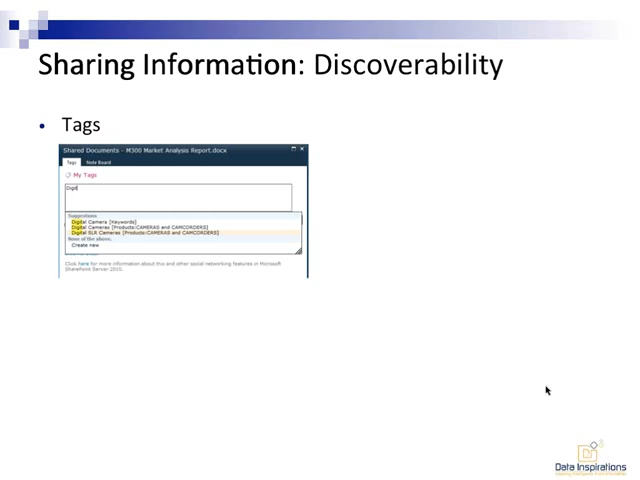 Sharing Information: Discoverability
• Tags
Shared Documents - M300 Market Analysis Report.docx
Tags Note Board
My Tags
Digit
Suggestions
Digital Camera [Keywords]
Digital Cameras [Products:CAMERAS and CAMCORDERS]
Digital SLR Cameras [Products:CAMERAS and CAMCORDERS]
None of the above.
Create new
Click here for more information about this and other social networking features in Microsoft
SharePoint Server 2010.
Data Inspirations